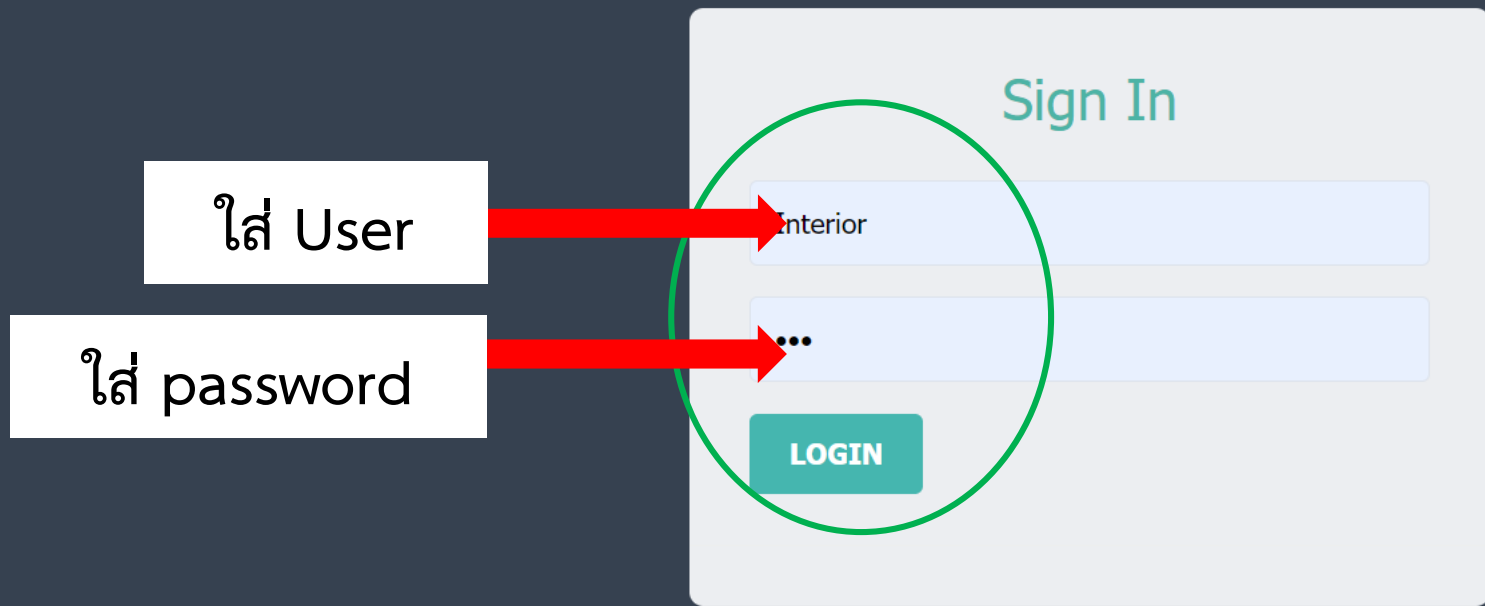 Sign In
ใส่ User
Interior
ใส่ password
•••
LOGIN